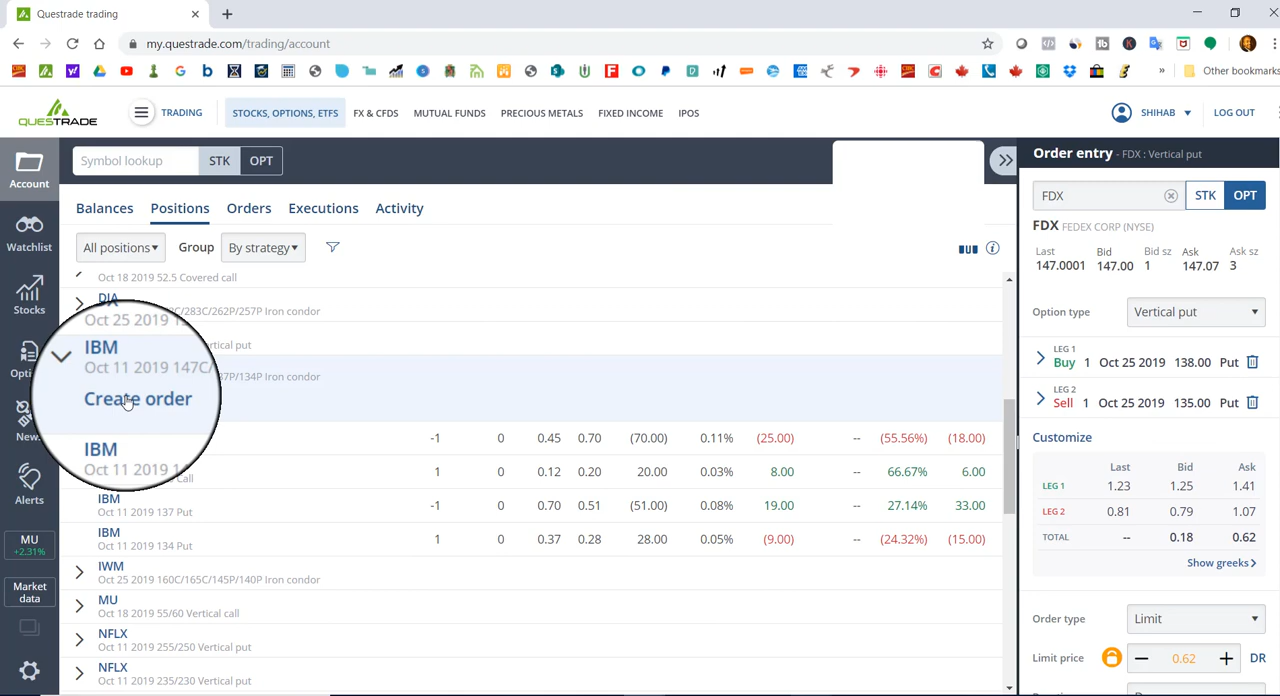 Questrade trading
my.questrade.com/trading/account
Other bookmarks
QUESTRADE TRADING STOCKS, OPTIONS, ETFS FX & CFDS MUTUAL FUNDS PRECIOUS METALS FIXED INCOME IPOS SHIHAB LOG OUT
Account
Watchlist
Stocks
Alerts
MU
+2.31%
Market
data
Symbol lookup STK OPT
Balances Positions Orders Executions Activity
All positions Group By strategy
Oct 18 2019 52.5 Covered call
DIA
C/283C/262P/257P Iron condor
Oct 25 2019
rtical put
IBM
Oct 11 2019 147C/
7P/134P Iron condor
Create order
IBM
Oct 11 2019
-1 0 0.45 0.70 (70.00) 0.11% (25.00) -- (55.56%) (18.00)
Call
1 0 0.12 0.20 20.00 0.03% 8.00 -- 66.67% 6.00
IBM
Oct 11 2019 137 Put
-1 0 0.70 0.51 (51.00) 0.08% 19.00 -- 27.14% 33.00
IBM
Oct 11 2019 134 Put
1 0 0.37 0.28 28.00 0.05% (9.00) -- (24.32%) (15.00)
IWM
Oct 25 2019 160C/165C/145P/140P Iron condor
MU
Oct 18 2019 55/60 Vertical call
NFLX
Oct 11 2019 255/250 Vertical put
NFLX
Oct 11 2019 235/230 Vertical put
Order entry - FDX : Vertical put
FDX STK OPT
FDX FEDEX CORP (NYSE)
Last Bid Bid sz Ask Ask sz
147.0001 147.00 1 147.07 3
Option type Vertical put
LEG 1
Buy 1 Oct 25 2019 138.00 Put
LEG 2
Sell 1 Oct 25 2019 135.00 Put
Customize
Last Bid Ask
LEG 1 1.23 1.25 1.41
LEG 2 0.81 0.79 1.07
TOTAL -- 0.18 0.62
Show greeks
Order type Limit
Limit price 0.62 DR